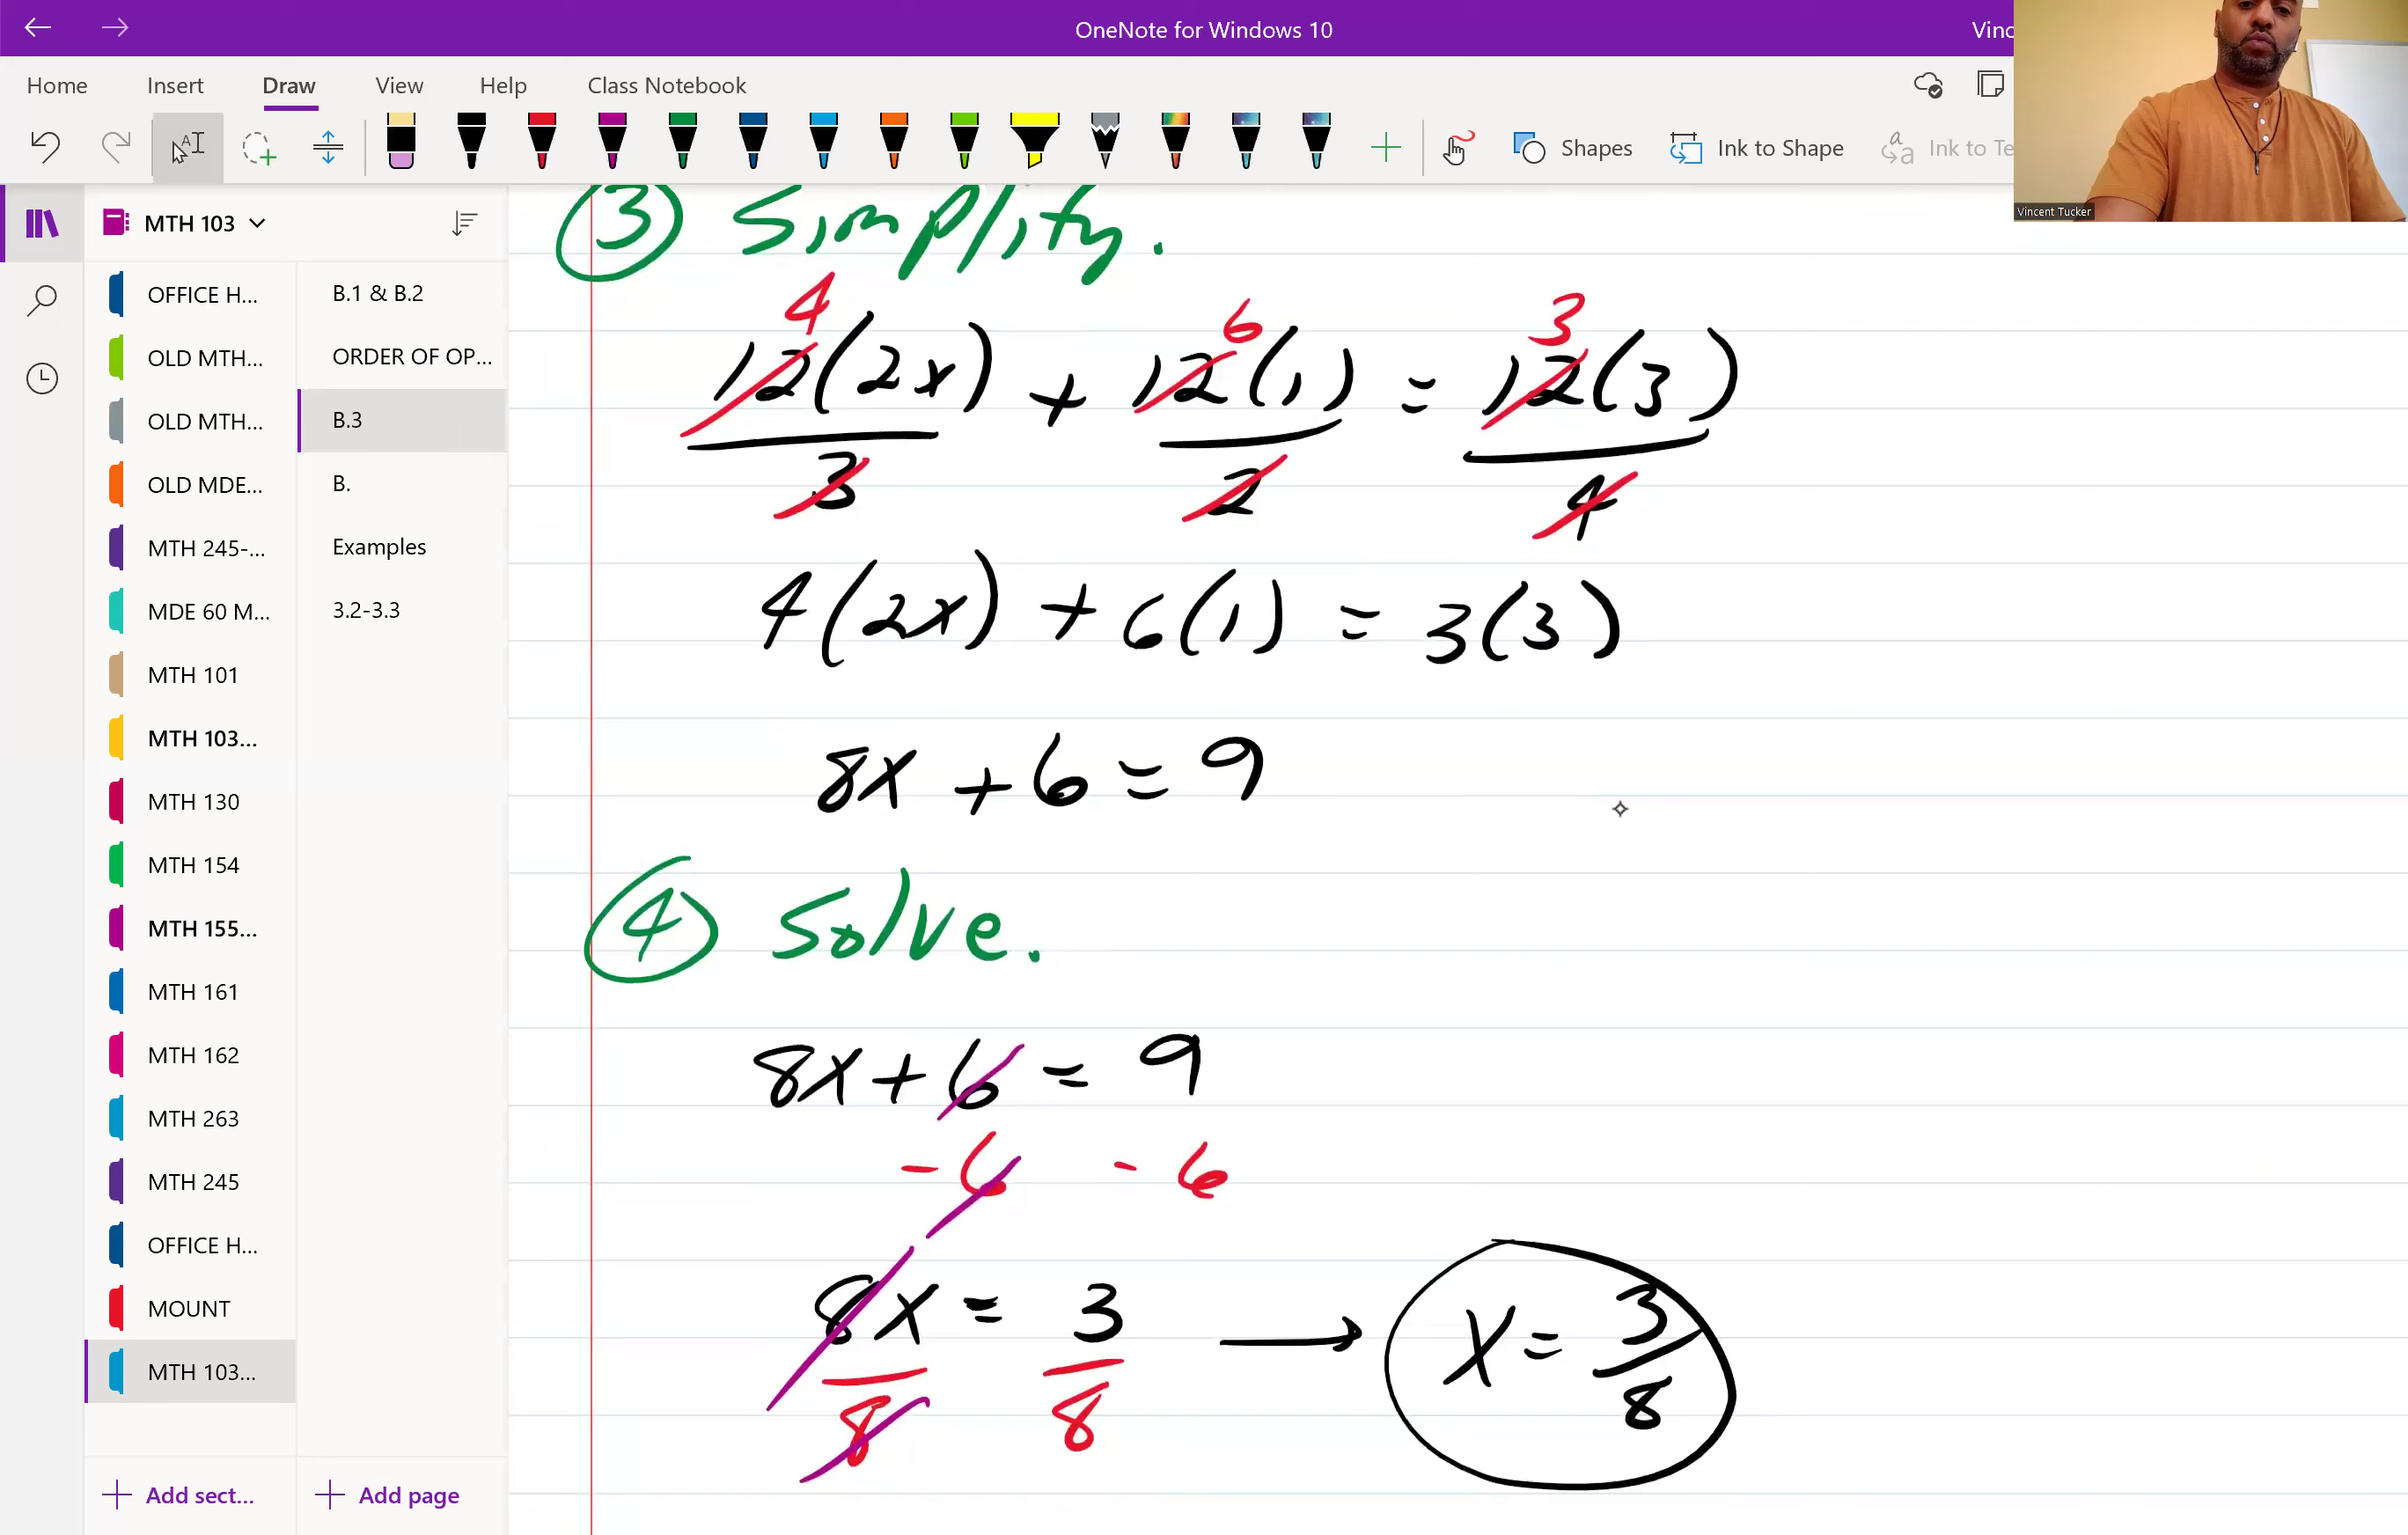 OneNote for Windows 10
Vinc
Home Insert Draw View Help Class Notebook
Shapes Ink to Shape Ink to Te
Vincent Tucker
MTH 103
OFFICE H...
OLD MTH...
OLD MTH...
OLD MDE...
MTH 245-...
MDE 60 M...
MTH 101
MTH 103...
MTH 130
MTH 154
MTH 155...
MTH 161
MTH 162
MTH 263
MTH 245
OFFICE H...
MOUNT
MTH 103...
Add sect...
B.1 & B.2
ORDER OF OP...
B.3
B.
Examples
3.2-3.3
Add page
③ Simplify.
4 6 3
12(2x) + 12(1) = 12(3)
3 2 4
4(2x) + 6(1) = 3(3)
8x + 6 = 9
④ Solve.
8x + 6 = 9
-6 -6
8x = 3 → x = 3/8
8 8